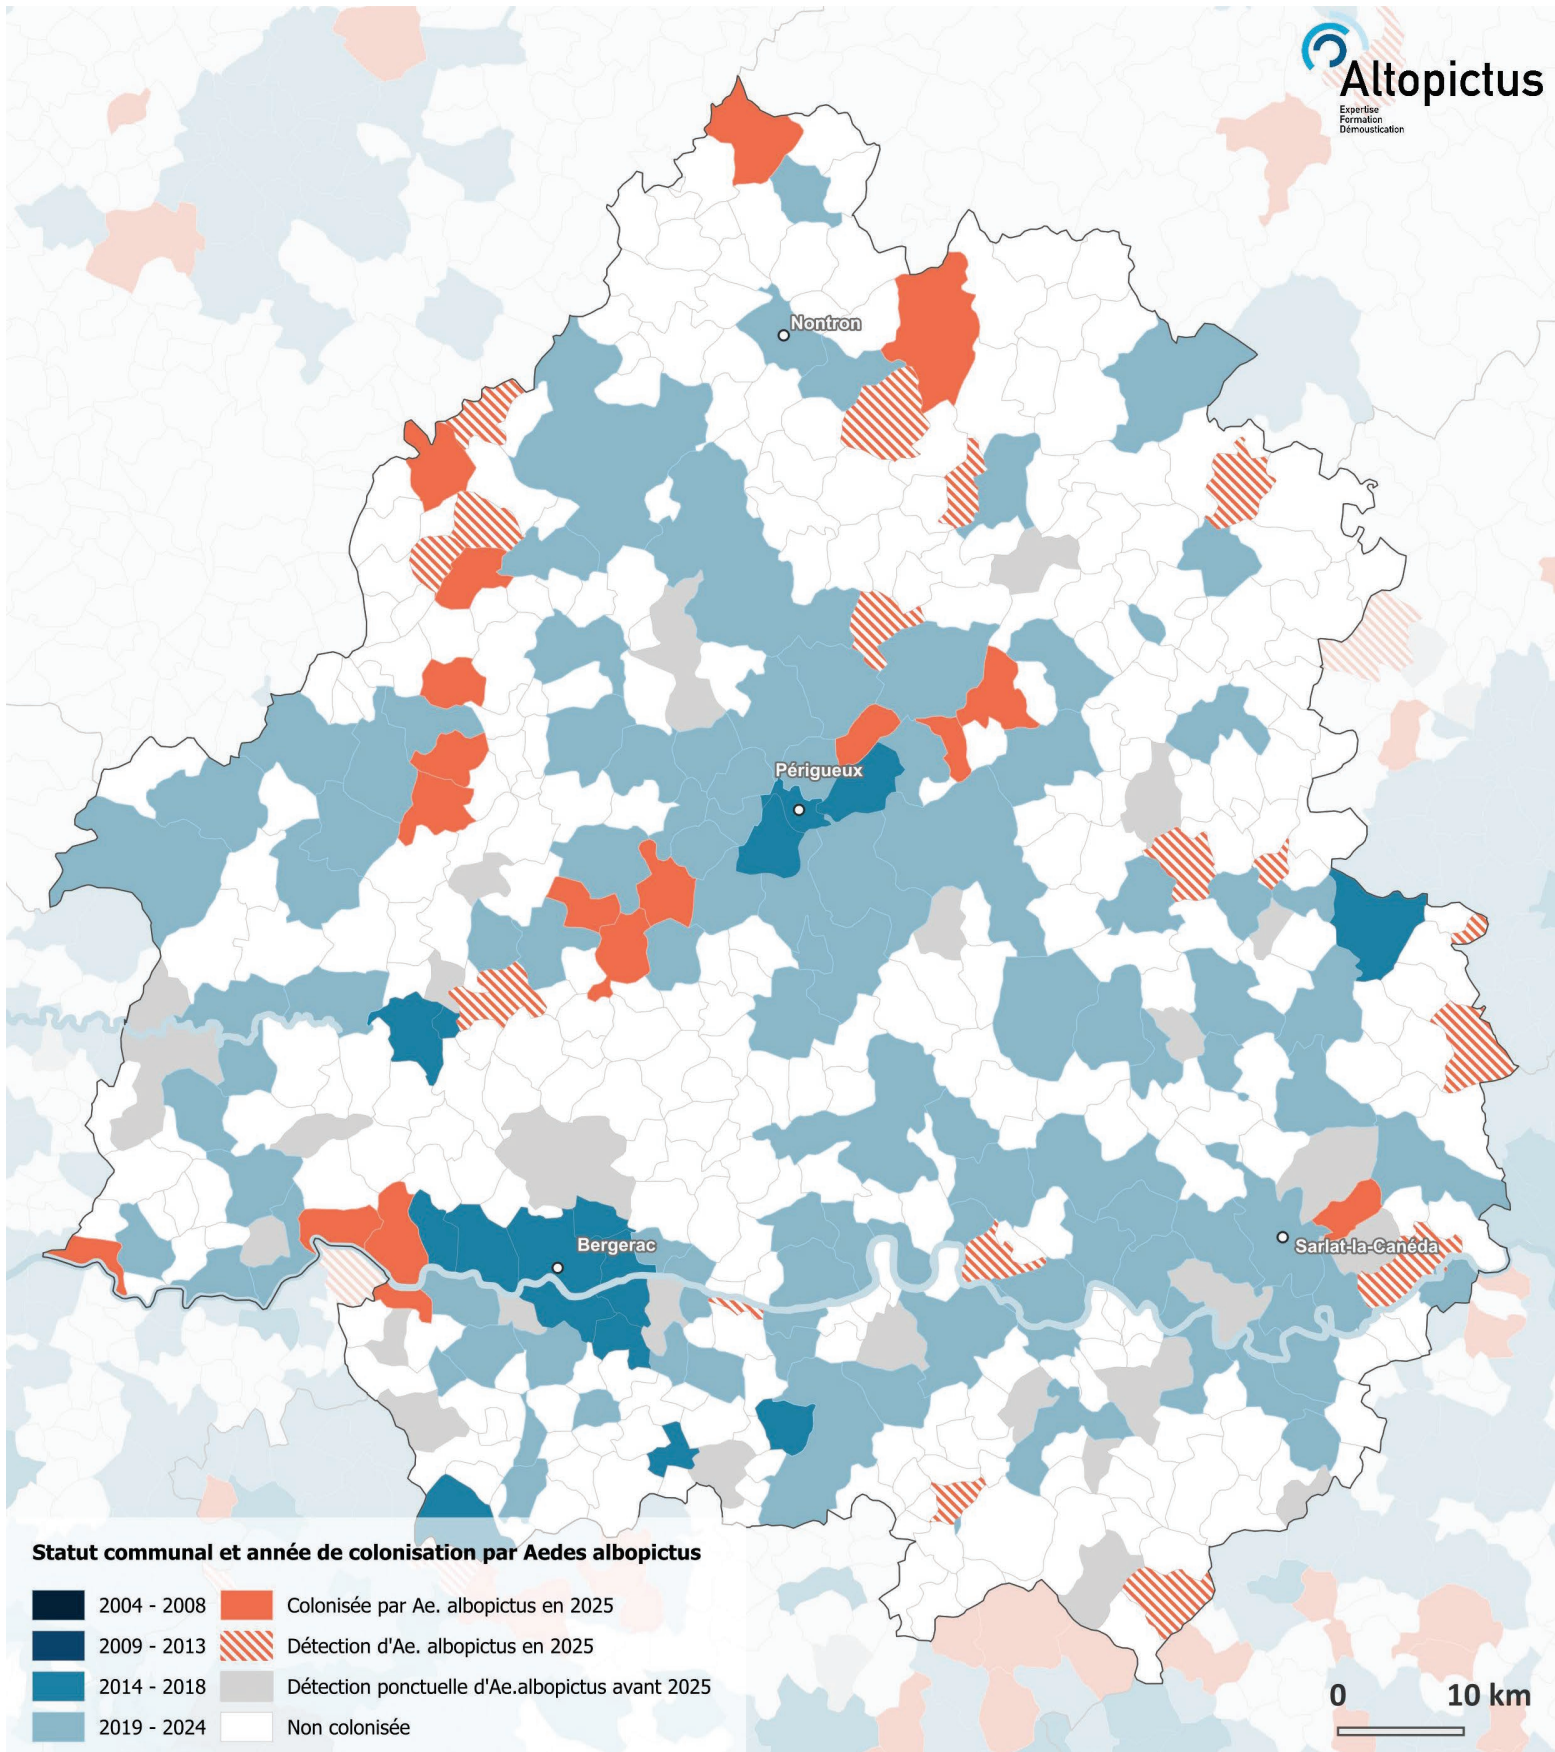 Altopictus
Expertise
Formation
Démoustication
Nontron
Périgueux
Bergerac
Sarlat-la-Canéda
Statut communal et année de colonisation par Aedes albopictus
2004 - 2008
Colonisée par Ae. albopictus en 2025
2009 - 2013
Détection d'Ae. albopictus en 2025
2014 - 2018
Détection ponctuelle d'Ae.albopictus avant 2025
2019 - 2024
Non colonisée
0 10 km